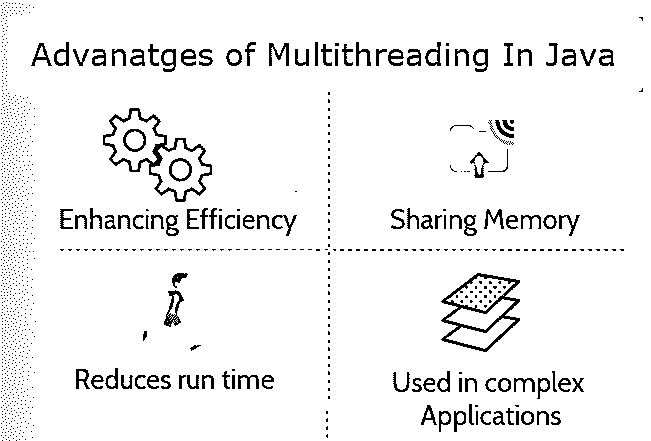 Advanatges of Multithreading In Java
Enhancing Efficiency
Sharing Memory
Reduces run time
Used in complex
Applications